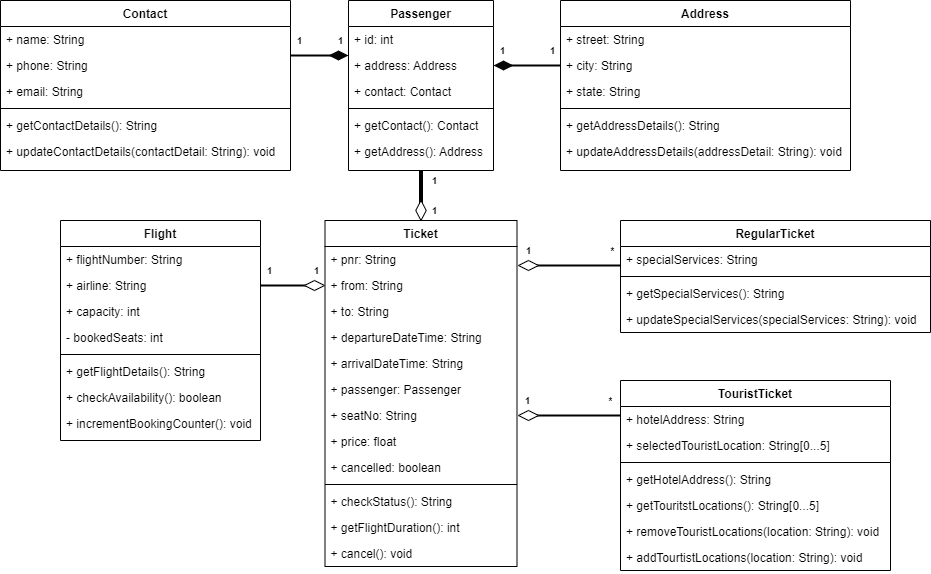 Contact
+ name: String
+ phone: String
+ email: String
+ getContactDetails(): String
+ updateContactDetails(contactDetail: String): void
1
1
Passenger
+ id: int
+ address: Address
+ contact: Contact
+ getContact(): Contact
+ getAddress(): Address
1
1
Address
+ street: String
+ city: String
+ state: String
+ getAddressDetails(): String
+ updateAddressDetails(addressDetail: String): void
1
1
Flight
+ flightNumber: String
+ airline: String
+ capacity: int
- bookedSeats: int
+ getFlightDetails(): String
+ checkAvailability(): boolean
+ incrementBookingCounter(): void
1
1
Ticket
+ pnr: String
+ from: String
+ to: String
+ departureDateTime: String
+ arrivalDateTime: String
+ passenger: Passenger
+ seatNo: String
+ price: float
+ cancelled: boolean
+ checkStatus(): String
+ getFlightDuration(): int
+ cancel(): void
1
*
RegularTicket
+ specialServices: String
+ getSpecialServices(): String
+ updateSpecialServices(specialServices: String): void
1
*
TouristTicket
+ hotelAddress: String
+ selectedTouristLocation: String[0...5]
+ getHotelAddress(): String
+ getTouritstLocations(): String[0...5]
+ removeTouristLocations(location: String): void
+ addTourtistLocations(location: String): void